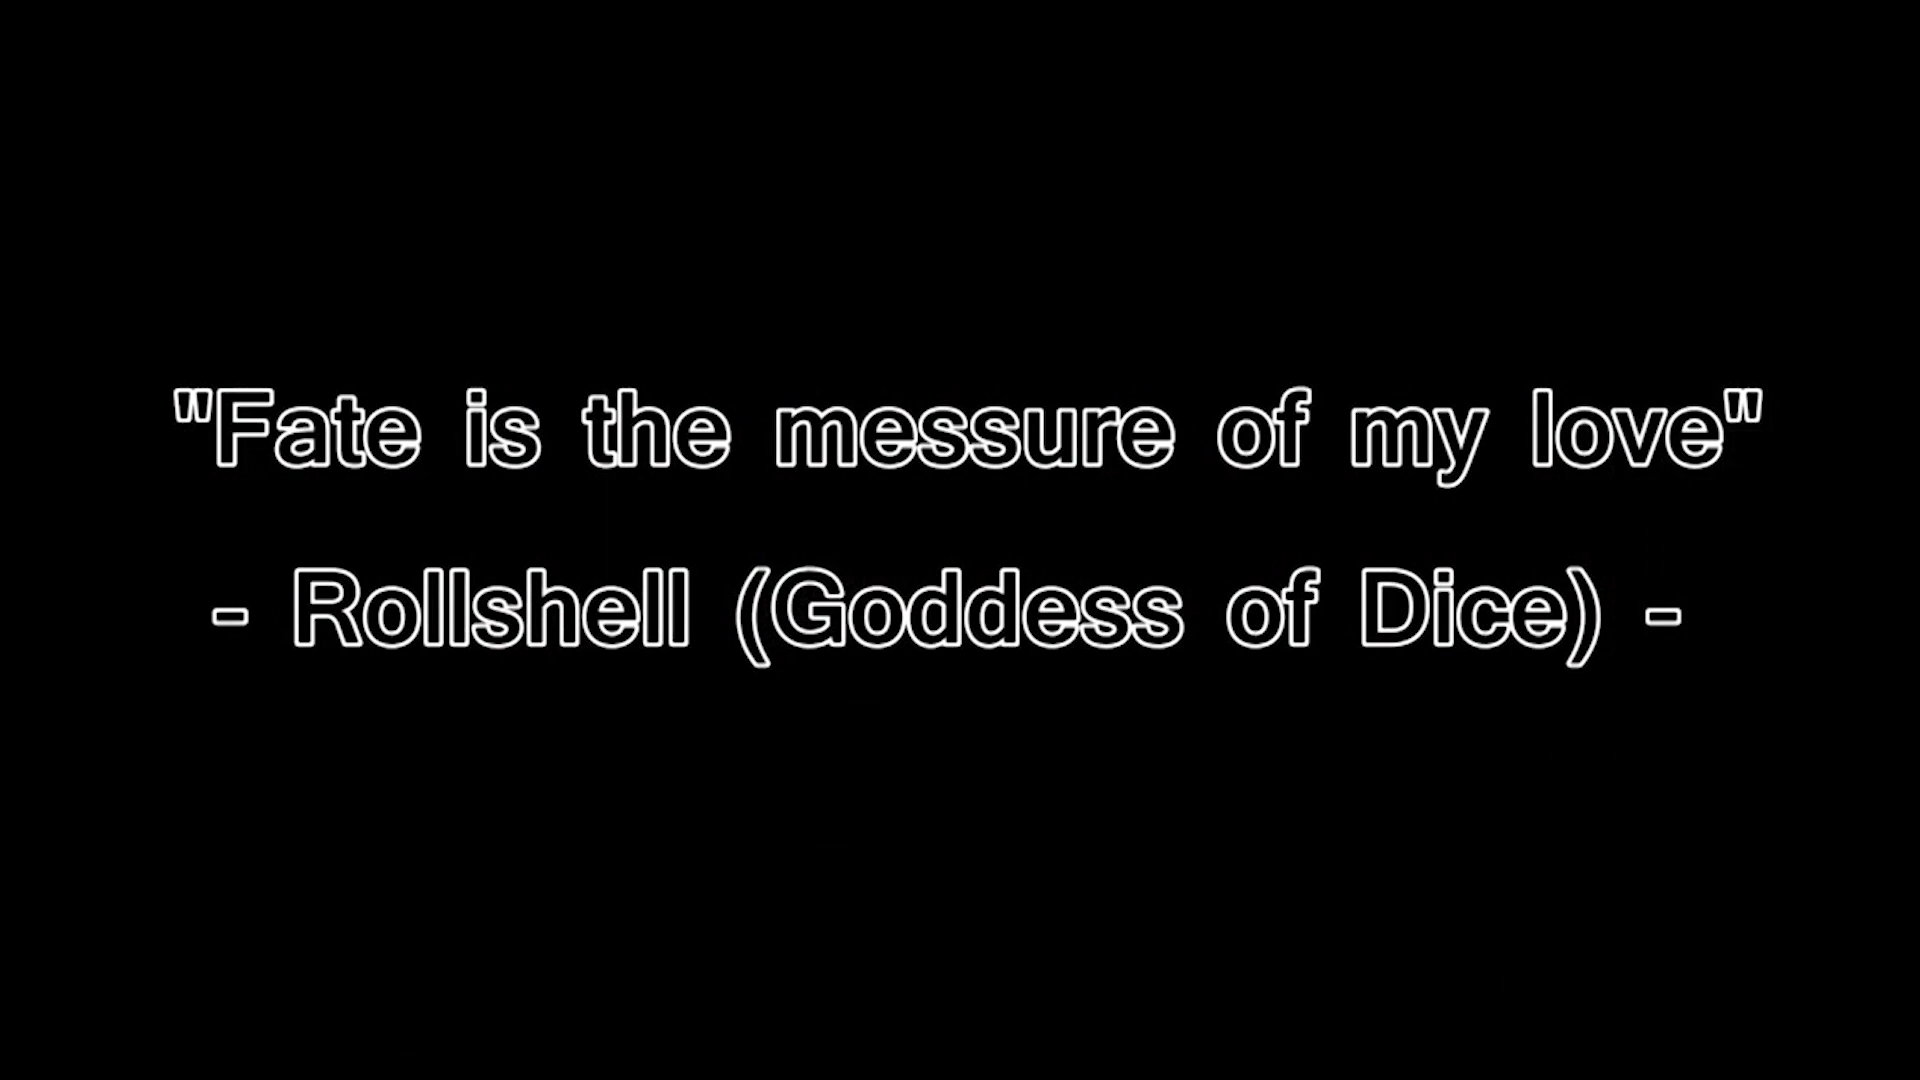 "Fate is the messure of my love"
- Rollshell (Goddess of Dice) -